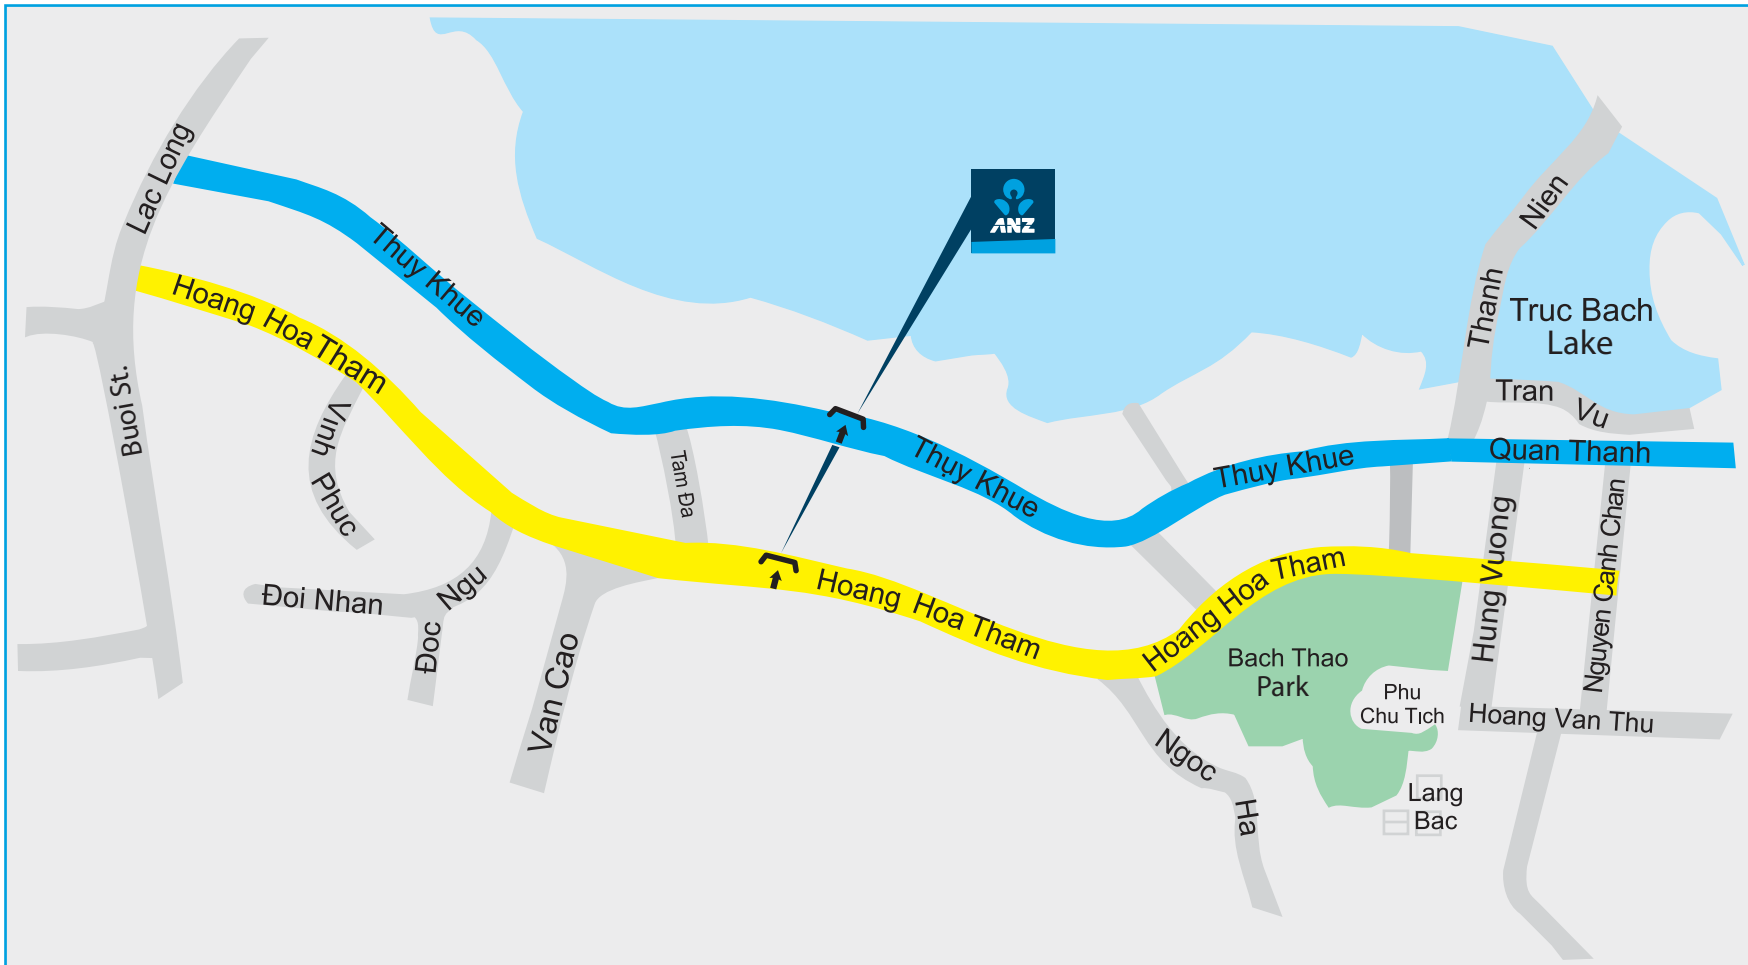 Lac Long
Thuy Khue
ANZ
Nien
Thanh
Truc Bach
Lake
Hoang Hoa Tham
Buoi St.
Vinh
Phuc
Tran
Vu
Tam Đa
Thuy Khue
Thuy Khue
Quan Thanh
Đoi Nhan
Ngu
Đoc
Van Cao
Hoang Hoa Tham
Hoang Hoa Tham
Hung Vuong
Nguyen Canh Chan
Bach Thao
Park
Phu
Chu Tịch
Hoang Van Thu
Ngoc
Ha
Lang
Bac